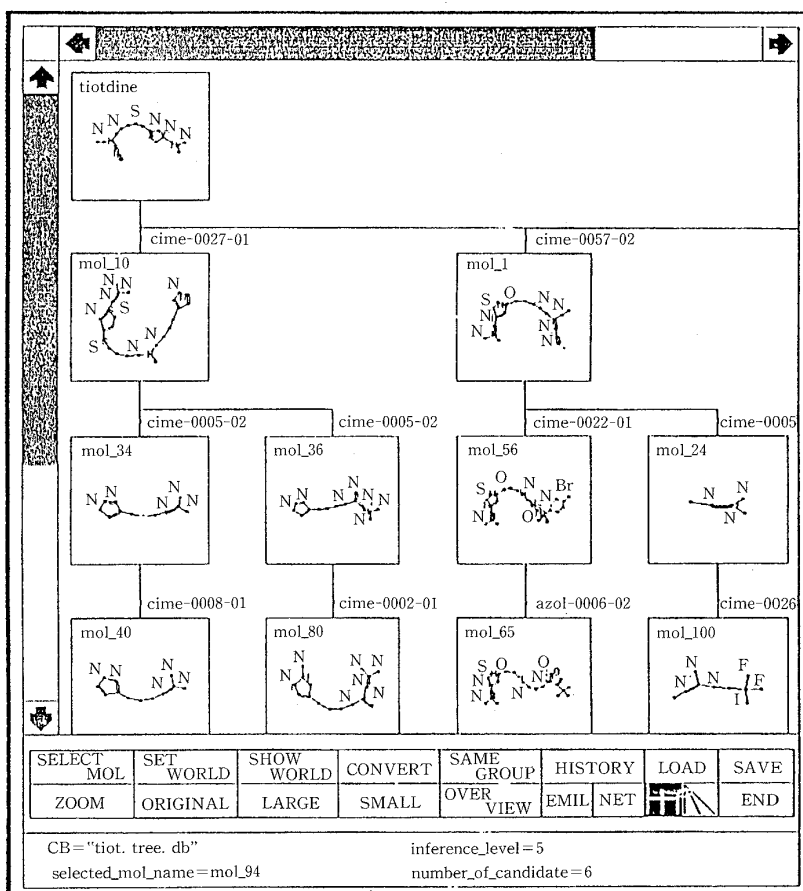 tiotdine
S
N N N N N
cime-0027-01
cime-0057-02
mol_10
N N N N
S
S
N N
mol_1
S O N N
N
N N
cime-0005-02
cime-0005-02
cime-0022-01
cime-0005
mol_34
N N N N
mol_36
N N N N N N
mol_56
S O N N Br
N O
mol_24
N N
N
cime-0008-01
cime-0002-01
azol-0006-02
cime-0026
mol_40
N N N N
mol_80
N N N N N
mol_65
S O N O
N N
mol_100
N N F F
I
SELECT MOL
SET WORLD
SHOW WORLD
CONVERT
SAME GROUP
HISTORY
LOAD
SAVE
ZOOM
ORIGINAL
LARGE
SMALL
OVER VIEW
EMIL
NET
END
CB="tiot. tree. db"
inference_level=5
selected_mol_name=mol_94
number_of_candidate=6